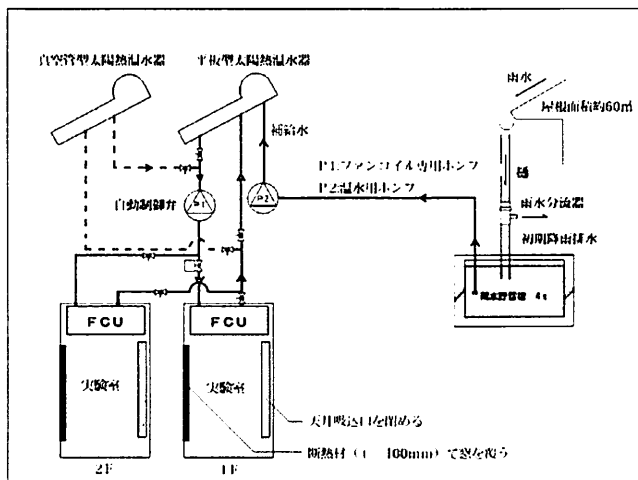 真空管型太陽熱温水器
平板型太陽熱温水器
雨水
屋根面積約60㎡
補給水
P1:ファンコイル専用ポンプ
P2:温水用ポンプ
樋
自動制御弁
P1
P2
雨水分流器
初期降雨排水
雨水貯留槽 4t
FCU
FCU
実験室
実験室
天井吸込口を閉める
断熱材(t 100mm)で窓を覆う
2F
1F